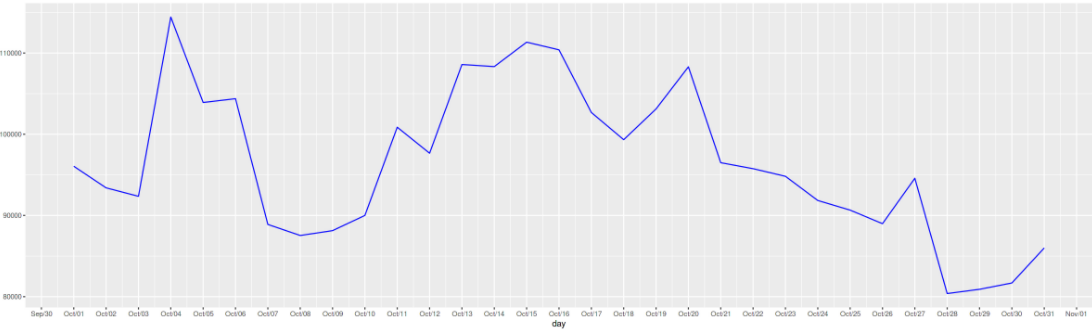 110000
100000
90000
80000
Sep/30 Oct/01 Oct/02 Oct/03 Oct/04 Oct/05 Oct/06 Oct/07 Oct/08 Oct/09 Oct/10 Oct/11 Oct/12 Oct/13 Oct/14 Oct/15 Oct/16 Oct/17 Oct/18 Oct/19 Oct/20 Oct/21 Oct/22 Oct/23 Oct/24 Oct/25 Oct/26 Oct/27 Oct/28 Oct/29 Oct/30 Oct/31 Nov/01
day